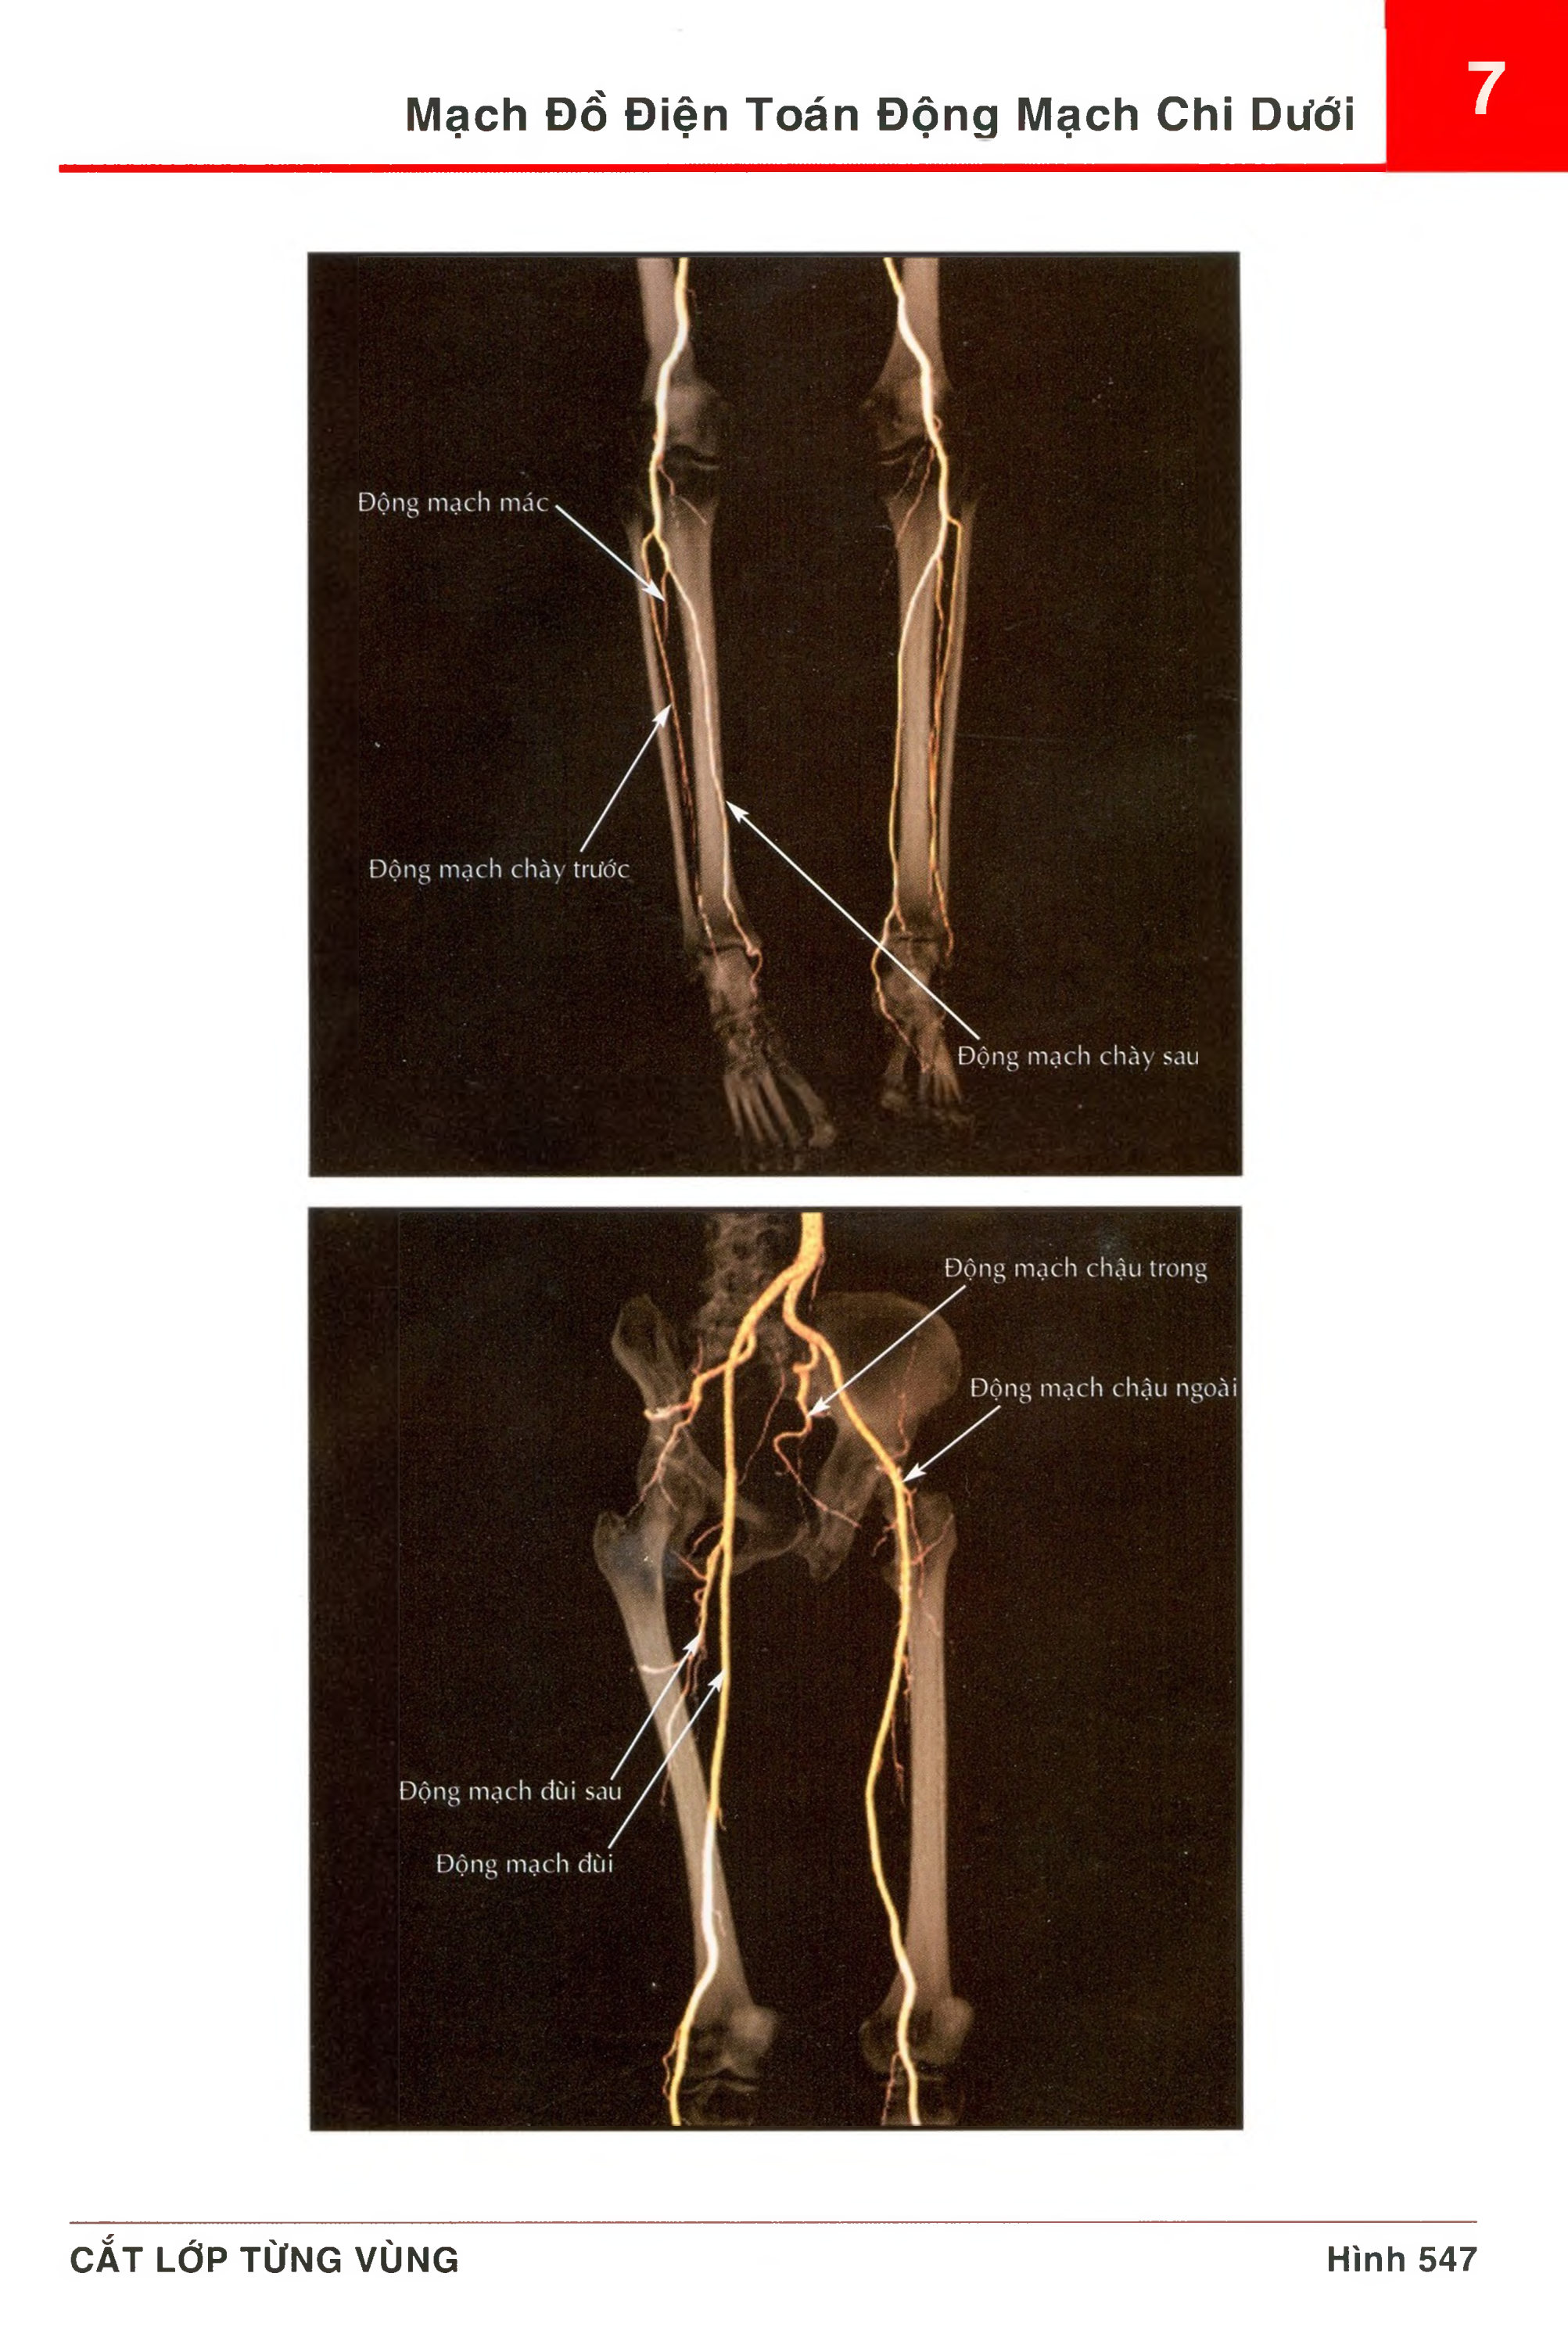 Mạch Đồ Điện Toán Động Mạch Chi Dưới
7
Động mạch mác
Động mạch chày trước
Động mạch chày sau
Động mạch chậu trong
Động mạch chậu ngoài
Động mạch đùi sau
Động mạch đùi
CẮT LỚP TỪNG VÙNG
Hình 547